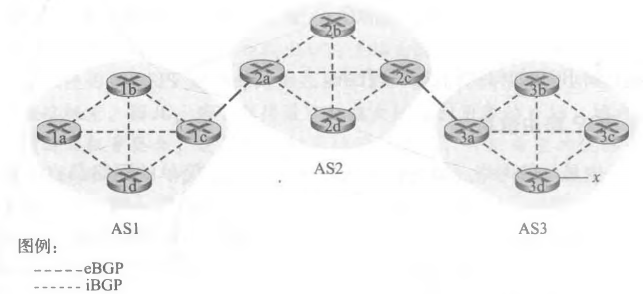 2b
2a
2c
2d
AS2
1b
1a
1c
1d
AS1
3b
3a
3c
3d
x
AS3
图例：
eBGP
iBGP